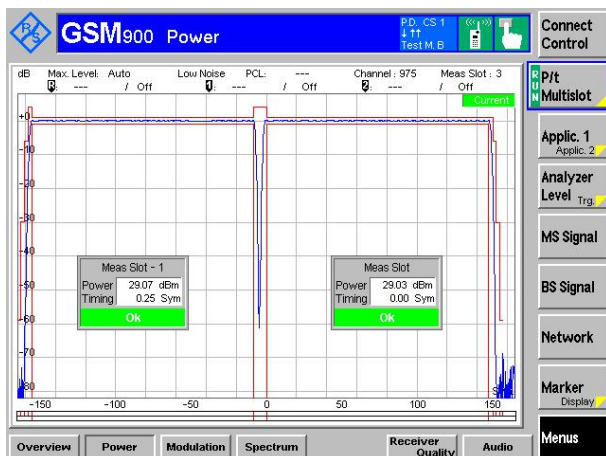 R S
GSM900 Power
P.D. CS 1
Test M. B
Connect
Control
dB Max. Level: Auto Low Noise PCL: --- Channel : 975 Meas Slot : 3
R: --- / Off 1: --- / Off 2: --- / Off
Current
RUN
P/t
Multislot
Applic. 1
Applic. 2
Analyzer
Level Trg.
MS Signal
BS Signal
Network
Marker
Display
Menus
+0
-10
-20
-30
-40
-50
-60
-70
-80
Meas Slot - 1
Power 29.07 dBm
Timing 0.25 Sym
Ok
Meas Slot
Power 29.03 dBm
Timing 0.00 Sym
Ok
-150 -100 -50 0 50 100 150
Overview Power Modulation Spectrum Receiver Quality Audio